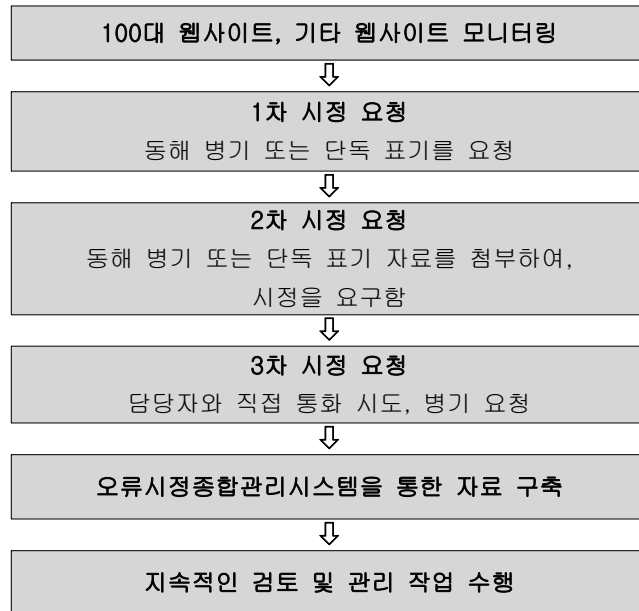 100대 웹사이트, 기타 웹사이트 모니터링
1차 시정 요청
동해 병기 또는 단독 표기를 요청
2차 시정 요청
동해 병기 또는 단독 표기 자료를 첨부하여,
시정을 요구함
3차 시정 요청
담당자와 직접 통화 시도, 병기 요청
오류시정종합관리시스템을 통한 자료 구축
지속적인 검토 및 관리 작업 수행